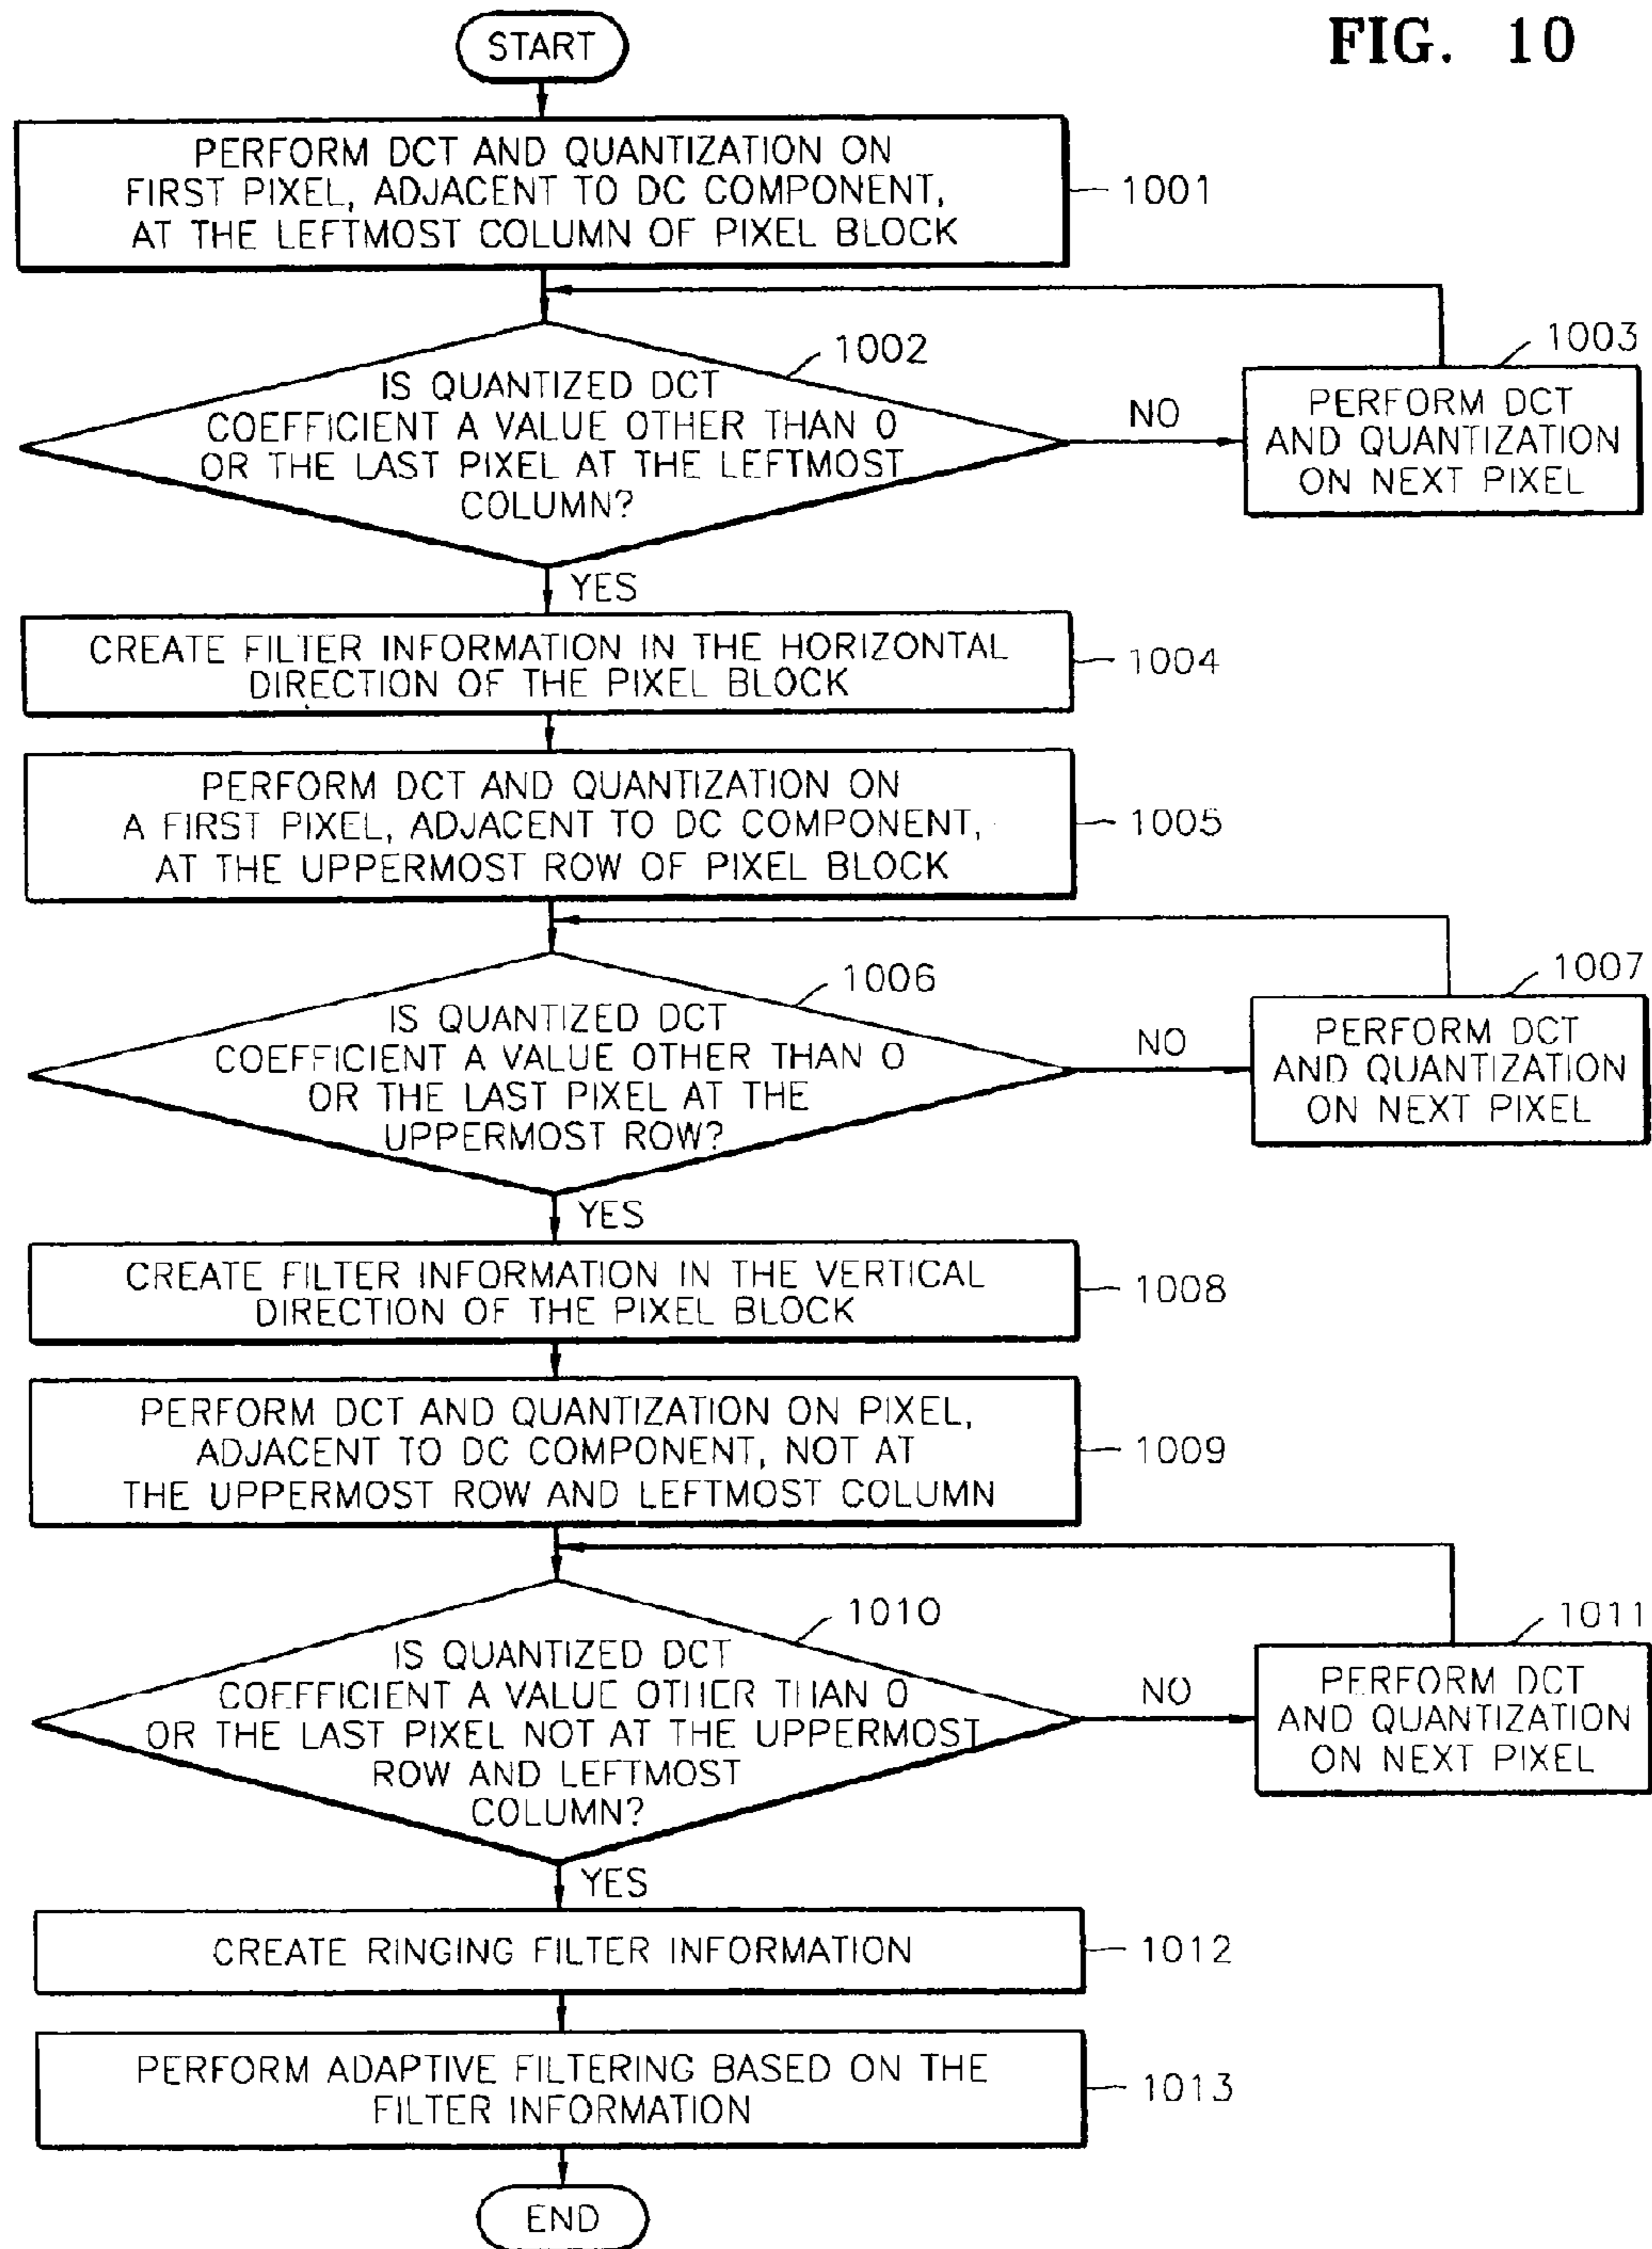 FIG. 10
START
PERFORM DCT AND QUANTIZATION ON
FIRST PIXEL, ADJACENT TO DC COMPONENT,
AT THE LEFTMOST COLUMN OF PIXEL BLOCK
1001
1002
IS QUANTIZED DCT
COEFFICIENT A VALUE OTHER THAN 0
OR THE LAST PIXEL AT THE LEFTMOST
COLUMN?
NO
1003
PERFORM DCT
AND QUANTIZATION
ON NEXT PIXEL
YES
CREATE FILTER INFORMATION IN THE HORIZONTAL
DIRECTION OF THE PIXEL BLOCK
1004
PERFORM DCT AND QUANTIZATION ON
A FIRST PIXEL, ADJACENT TO DC COMPONENT,
AT THE UPPERMOST ROW OF PIXEL BLOCK
1005
1006
IS QUANTIZED DCT
COEFFICIENT A VALUE OTHER THAN 0
OR THE LAST PIXEL AT THE
UPPERMOST ROW?
NO
1007
PERFORM DCT
AND QUANTIZATION
ON NEXT PIXEL
YES
CREATE FILTER INFORMATION IN THE VERTICAL
DIRECTION OF THE PIXEL BLOCK
1008
PERFORM DCT AND QUANTIZATION ON PIXEL,
ADJACENT TO DC COMPONENT, NOT AT
THE UPPERMOST ROW AND LEFTMOST COLUMN
1009
1010
IS QUANTIZED DCT
COEFFICIENT A VALUE OTHER THAN 0
OR THE LAST PIXEL NOT AT THE UPPERMOST
ROW AND LEFTMOST
COLUMN?
NO
1011
PERFORM DCT
AND QUANTIZATION
ON NEXT PIXEL
YES
CREATE RINGING FILTER INFORMATION
1012
PERFORM ADAPTIVE FILTERING BASED ON THE
FILTER INFORMATION
1013
END